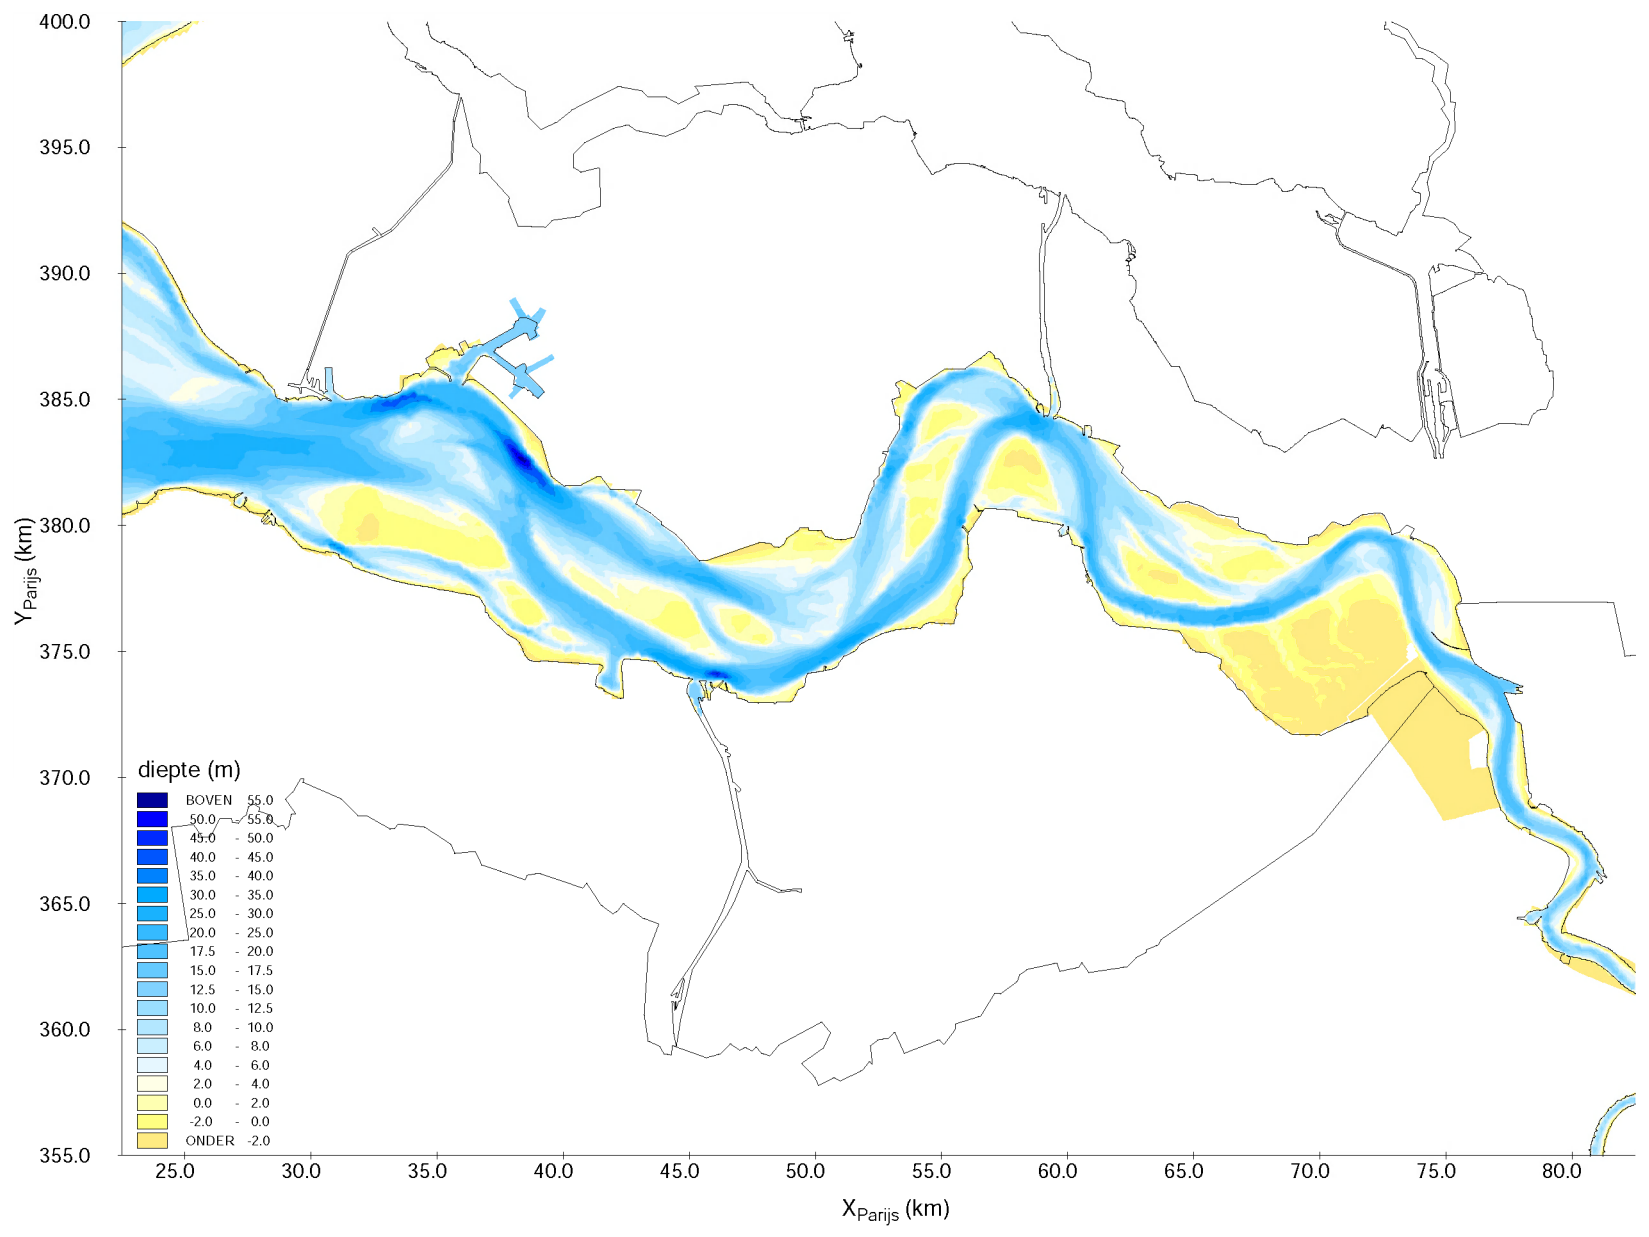 400.0
395.0
390.0
385.0
380.0
375.0
370.0
365.0
360.0
355.0
Y Parijs (km)
diepte (m)
BOVEN 55.0
50.0 - 55.0
45.0 - 50.0
40.0 - 45.0
35.0 - 40.0
30.0 - 35.0
25.0 - 30.0
20.0 - 25.0
17.5 - 20.0
15.0 - 17.5
12.5 - 15.0
10.0 - 12.5
8.0 - 10.0
6.0 - 8.0
4.0 - 6.0
2.0 - 4.0
0.0 - 2.0
-2.0 - 0.0
ONDER -2.0
25.0 30.0 35.0 40.0 45.0 50.0 55.0 60.0 65.0 70.0 75.0 80.0
X Parijs (km)